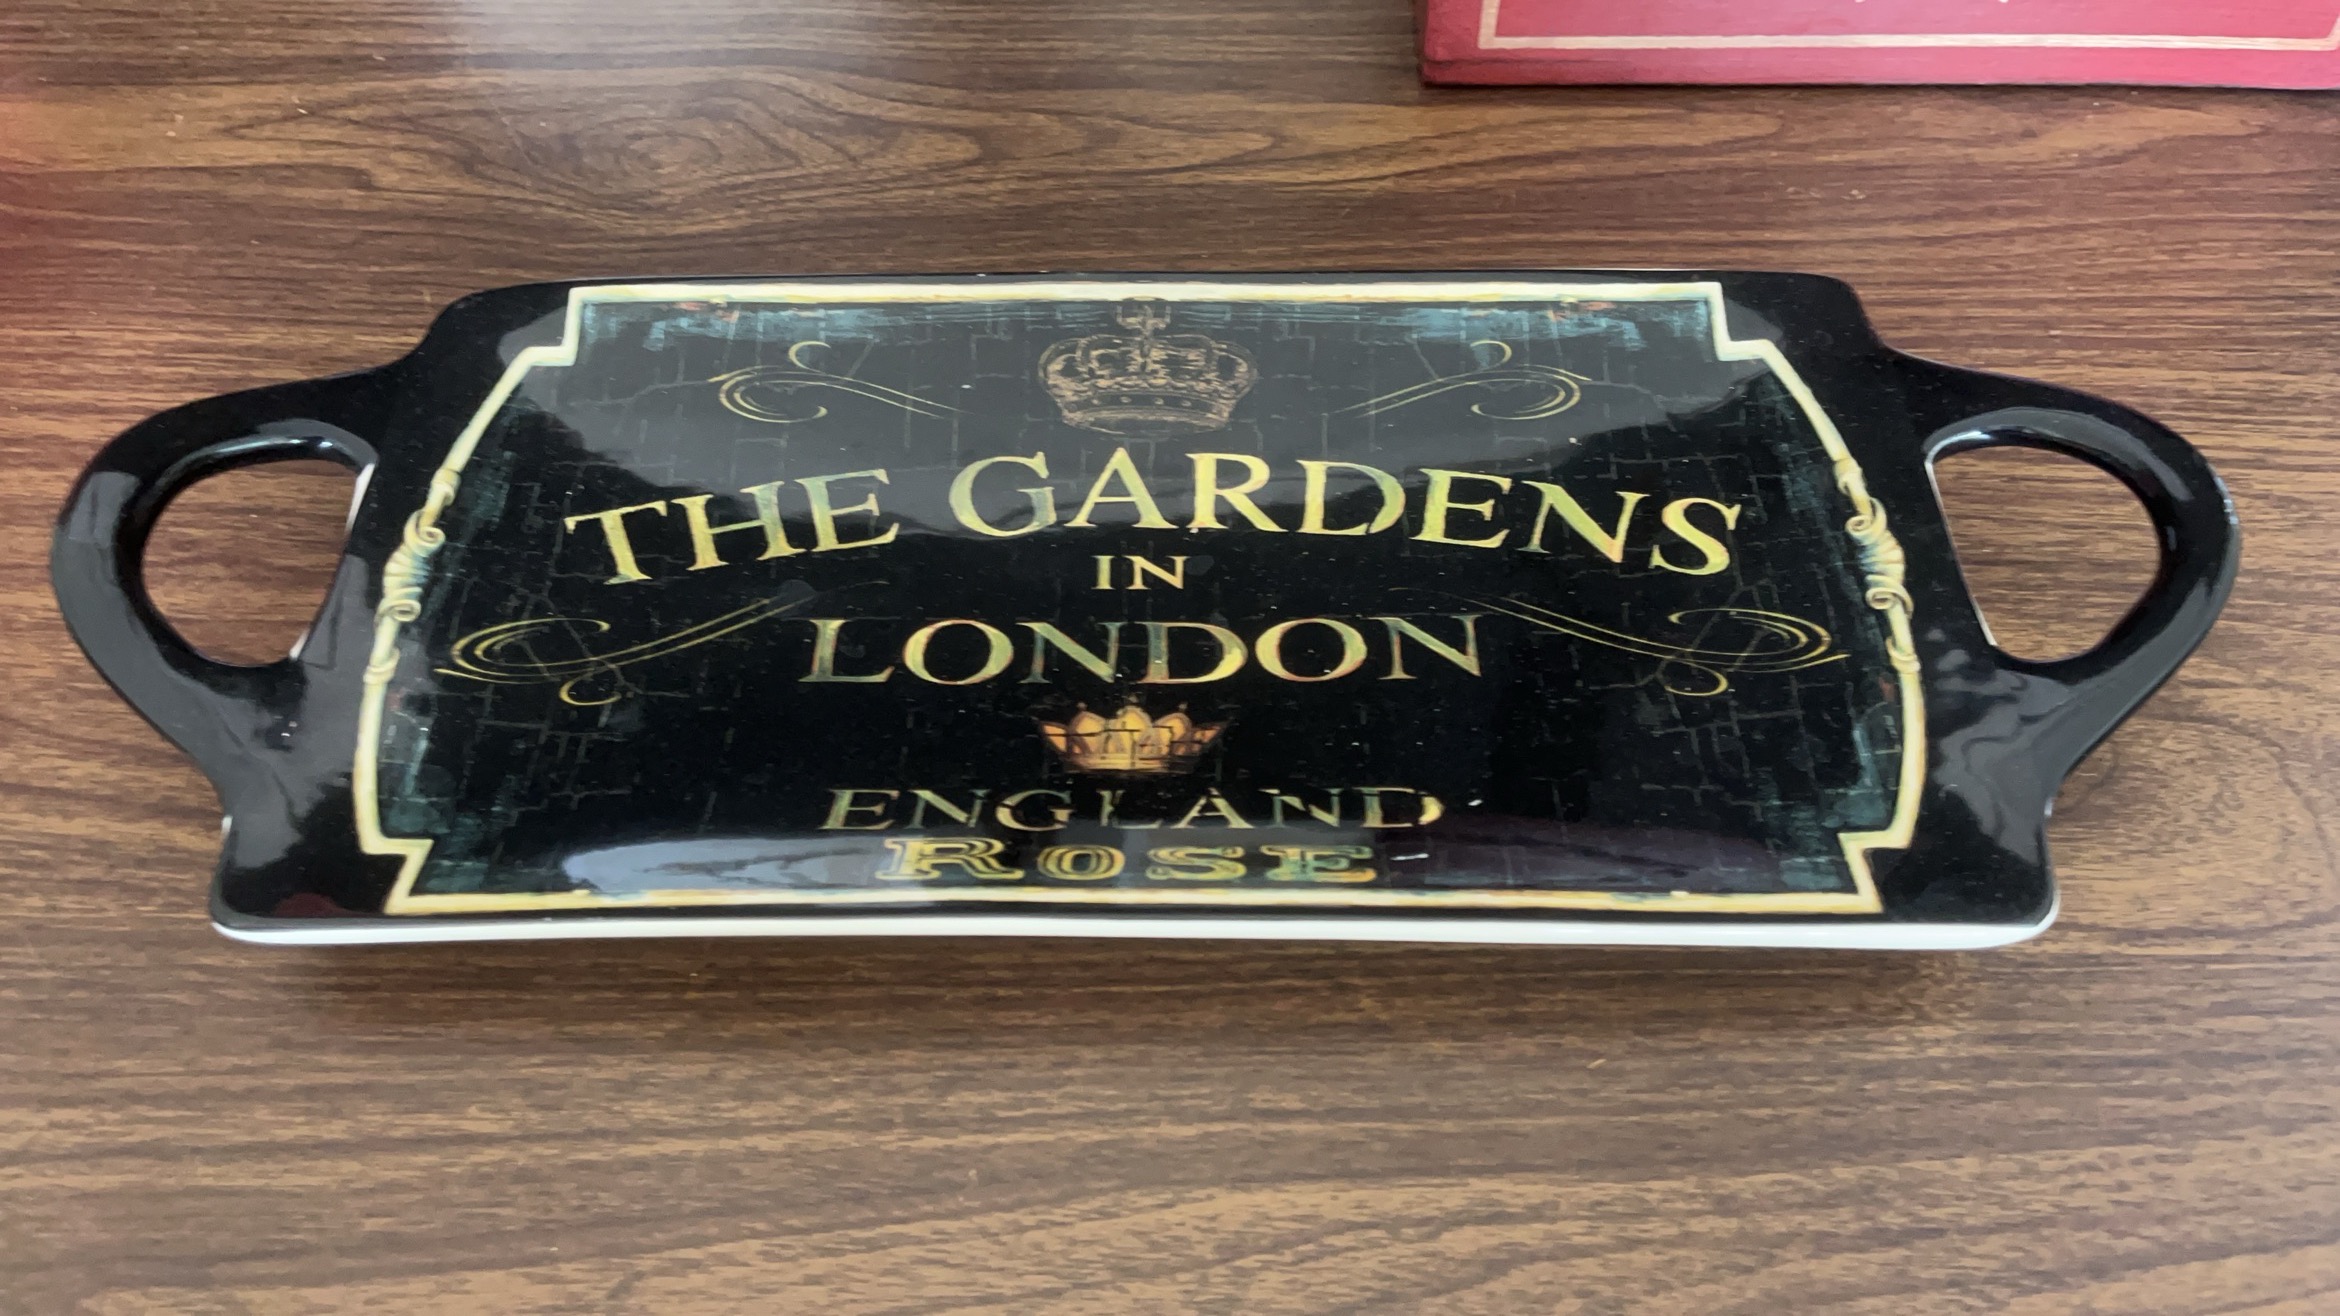 THE GARDENS
IN
LONDON
ENGLAND
ROSE